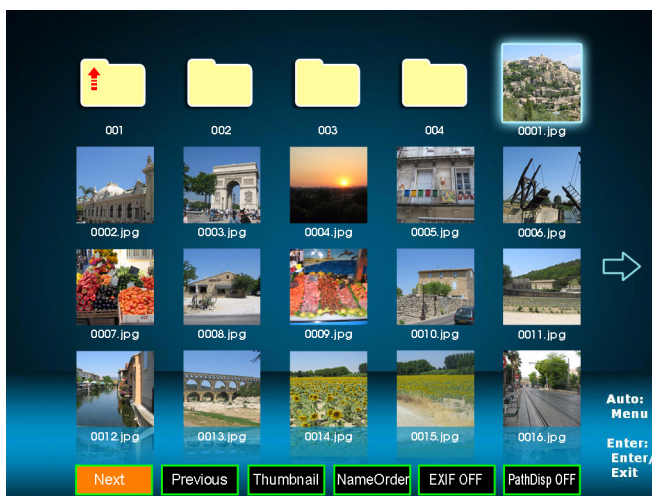 001 002 003 004 0001.jpg
0002.jpg 0003.jpg 0004.jpg 0005.jpg 0006.jpg
0007.jpg 0008.jpg 0009.jpg 0010.jpg 0011.jpg
0012.jpg 0013.jpg 0014.jpg 0015.jpg 0016.jpg
Auto:
Menu
Enter:
Enter/
Exit
Next Previous Thumbnail NameOrder EXIF OFF PathDisp OFF